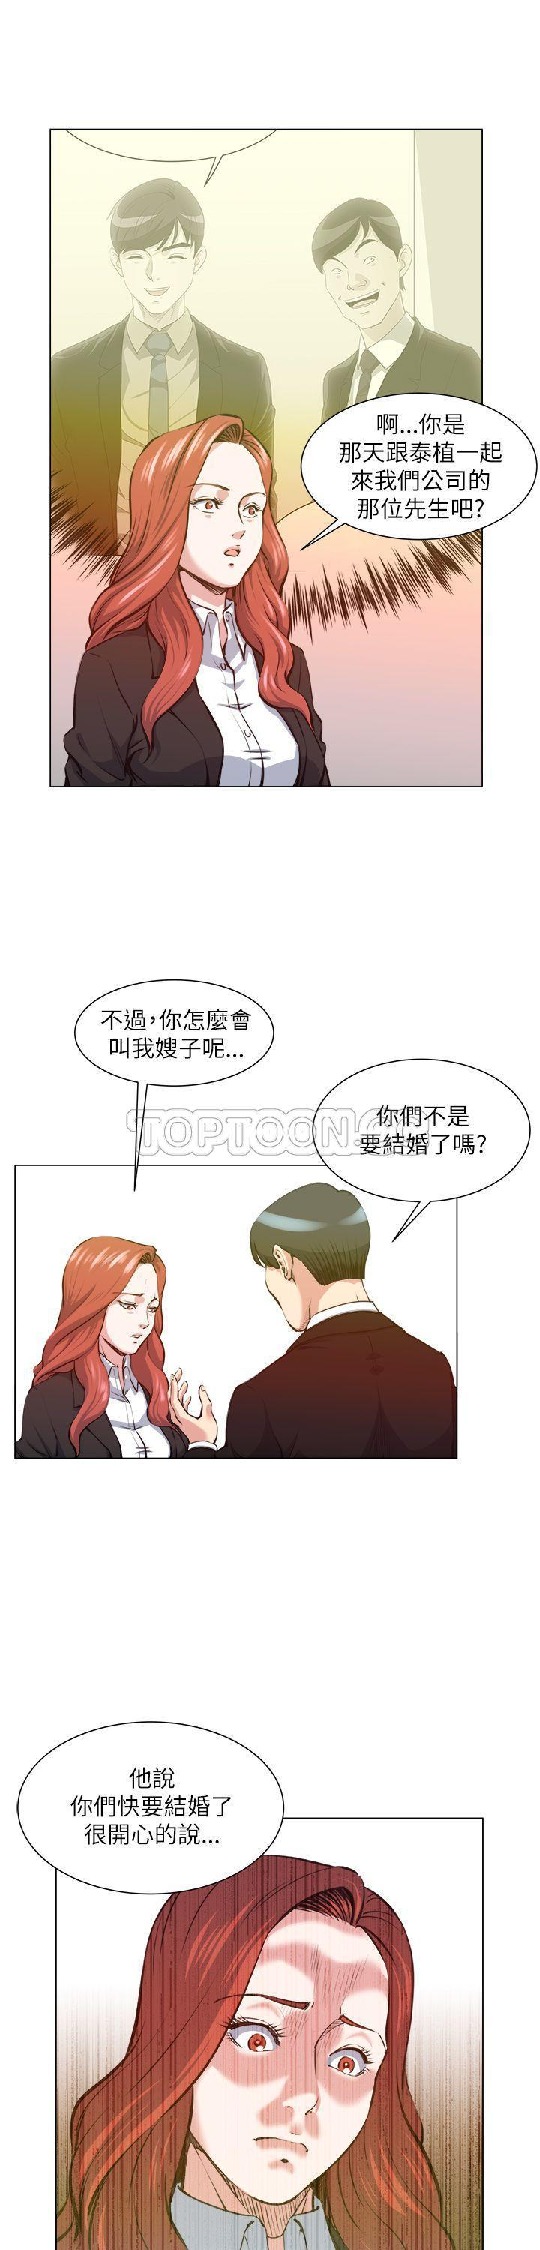 啊...你是
那天跟泰植一起
來我們公司的
那位先生吧?
不過,你怎麼會
叫我嫂子呢...
你們不是
要結婚了嗎?
TOPTOON.
他說
你們快要結婚了
很開心的說...